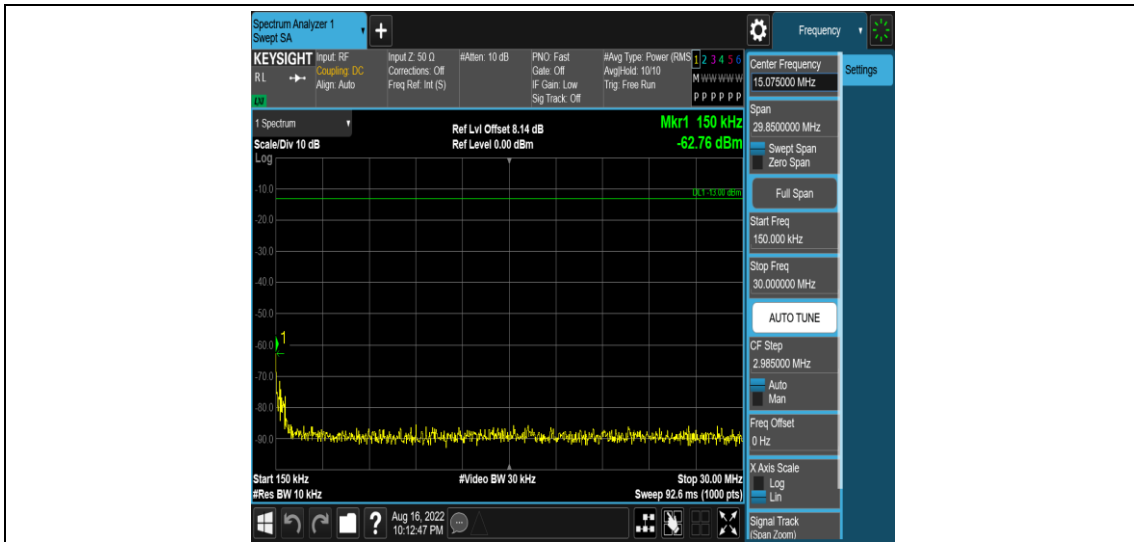 Spectrum Analyzer 1
Swept SA
+
Frequency
KEYSIGHT
RL
LXI
Input: RF
Coupling: DC
Align: Auto
Input Z: 50 Ω
Corrections: Off
Freq Ref: Int (S)
#Atten: 10 dB
PNO: Fast
Gate: Off
IF Gain: Low
Sig Track: Off
#Avg Type: Power (RMS
Avg|Hold: 10/10
Trig: Free Run
1 2 3 4 5 6
M W W W W W
P P P P P P
1 Spectrum
Scale/Div 10 dB
Log
Ref Lvl Offset 8.14 dB
Ref Level 0.00 dBm
Mkr1 150 kHz
-62.76 dBm
DL1 -13.00 dBm
-10.0
-20.0
-30.0
-40.0
-50.0
-60.0
-70.0
-80.0
-90.0
1
Start 150 kHz
#Res BW 10 kHz
#Video BW 30 kHz
Stop 30.00 MHz
Sweep 92.6 ms (1000 pts)
Center Frequency
15.075000 MHz
Settings
Span
29.8500000 MHz
Swept Span
Zero Span
Full Span
Start Freq
150.000 kHz
Stop Freq
30.000000 MHz
AUTO TUNE
CF Step
2.985000 MHz
Auto
Man
Freq Offset
0 Hz
X Axis Scale
Log
Lin
Signal Track
(Span Zoom)
?
Aug 16, 2022
10:12:47 PM